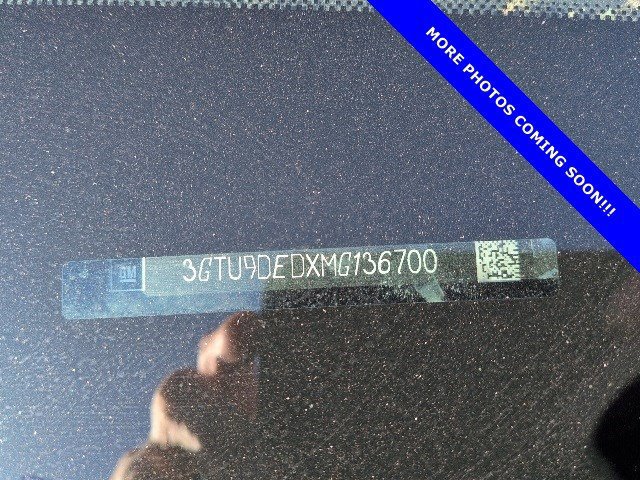 MORE PHOTOS COMING SOON!!!
GM
3GTU9DEDXMG136700